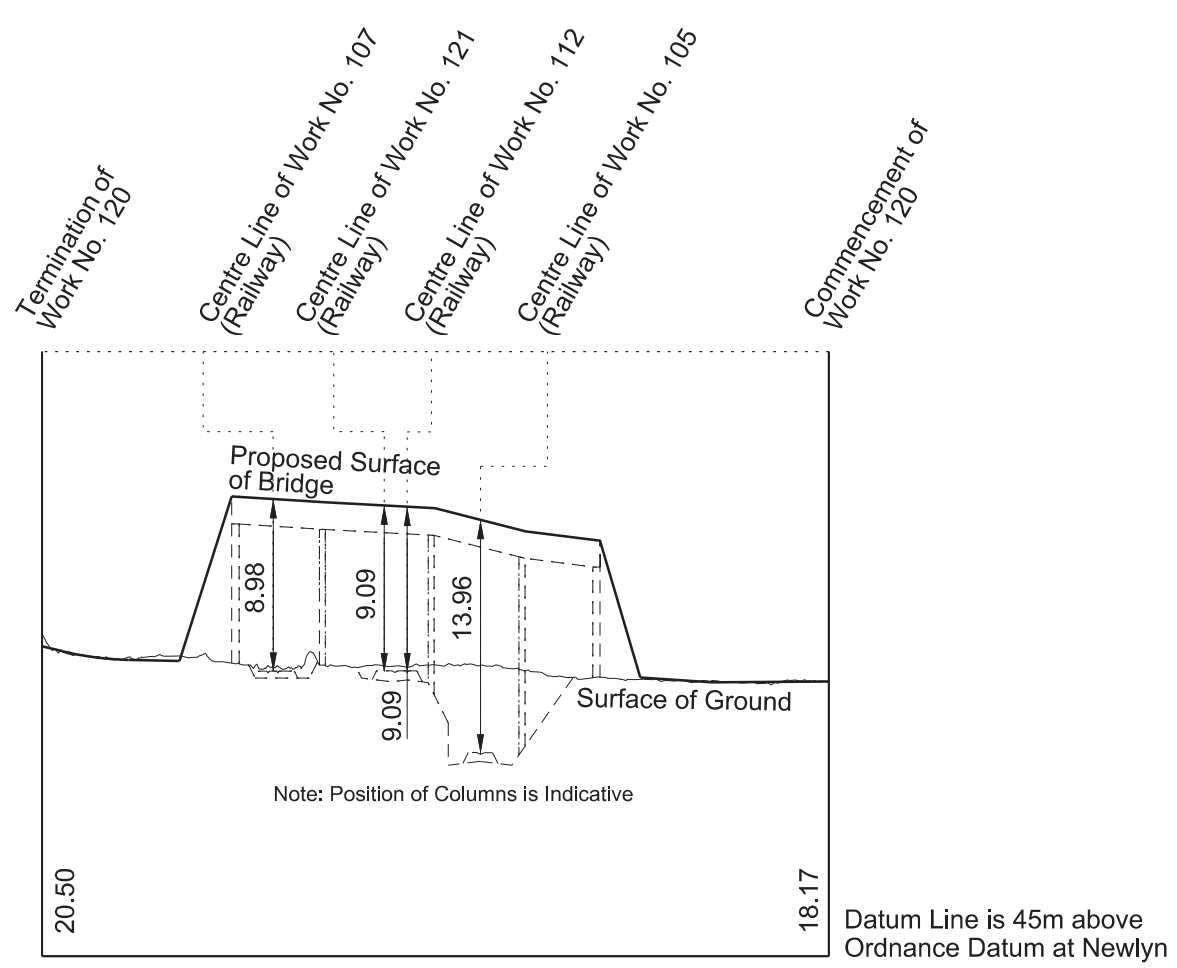 Termination of
Work No. 120
Centre Line of Work No. 107
(Railway)
Centre Line of Work No. 121
(Railway)
Centre Line of Work No. 112
(Railway)
Centre Line of Work No. 105
(Railway)
Commencement of
Work No. 120
Proposed Surface
of Bridge
8.98
9.09
13.96
9.09
Surface of Ground
Note: Position of Columns is Indicative
20.50
18.17
Datum Line is 45m above
Ordnance Datum at Newlyn